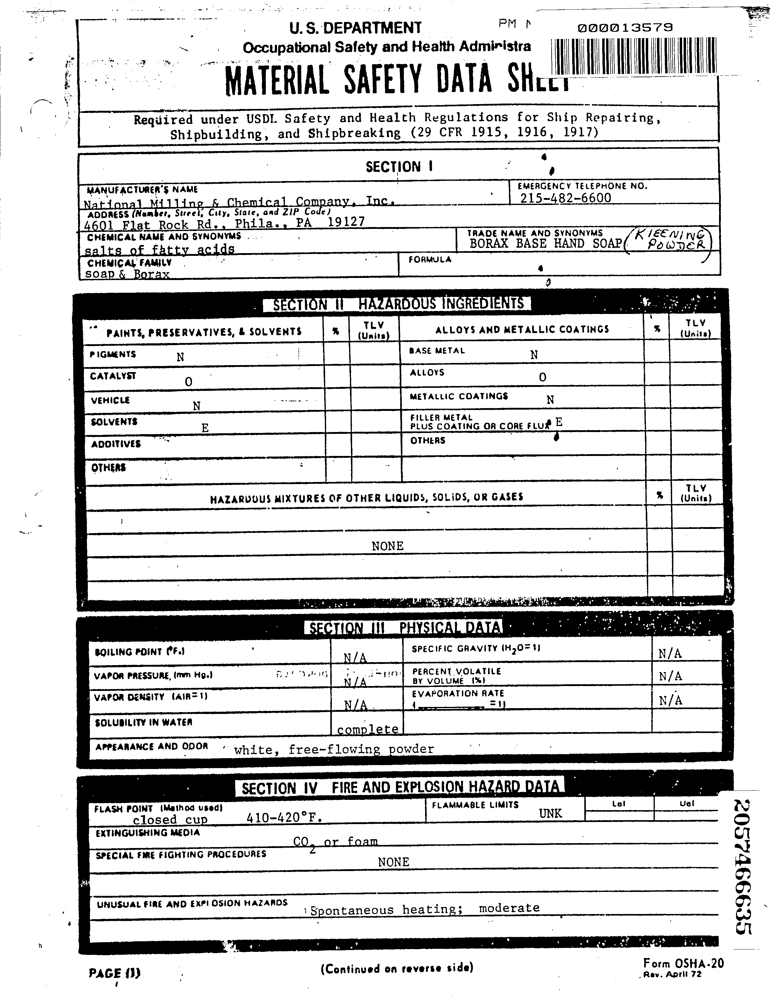 U.S. DEPARTMENT
PM
000013579
Occupational Safety and Health Administra
MATERIAL SAFETY DATA SHEET
Required under USDL Safety and Health Regulations for Ship Repairing,
Shipbuilding, and Shipbreaking (29 CFR 1915, 1916, 1917)
SECTION I
MANUFACTURER'S NAME
National Milling & Chemical Company, Inc.
EMERGENCY TELEPHONE NO.
215-482-6600
ADDRESS (Number, Street, City, State, and ZIP Code)
4601 Flat Rock Rd., Phila., PA 19127
CHEMICAL NAME AND SYNONYMS
salts of fatty acids
TRADE NAME AND SYNONYMS
BORAX BASE HAND SOAP (KLEENING POWDER)
CHEMICAL FAMILY
soap & Borax
FORMULA
SECTION II HAZARDOUS INGREDIENTS
PAINTS, PRESERVATIVES, & SOLVENTS % TLV (Units) ALLOYS AND METALLIC COATINGS % TLV (Units)
PIGMENTS N BASE METAL N
CATALYST O ALLOYS O
VEHICLE N METALLIC COATINGS N
SOLVENTS E FILLER METAL PLUS COATING OR CORE FLUX E
ADDITIVES OTHERS
OTHERS
HAZARDOUS MIXTURES OF OTHER LIQUIDS, SOLIDS, OR GASES % TLV (Units)
NONE
SECTION III PHYSICAL DATA
BOILING POINT (°F.) N/A SPECIFIC GRAVITY (H2O=1) N/A
VAPOR PRESSURE, (mm Hg.) N/A PERCENT VOLATILE BY VOLUME (%) N/A
VAPOR DENSITY (AIR=1) N/A EVAPORATION RATE (________ =1) N/A
SOLUBILITY IN WATER complete
APPEARANCE AND ODOR white, free-flowing powder
SECTION IV FIRE AND EXPLOSION HAZARD DATA
FLASH POINT (Method used)
closed cup 410-420°F.
FLAMMABLE LIMITS UNK Lel Uel
EXTINGUISHING MEDIA
CO2 or foam
SPECIAL FIRE FIGHTING PROCEDURES
NONE
UNUSUAL FIRE AND EXPLOSION HAZARDS
Spontaneous heating; moderate
PAGE (1)
(Continued on reverse side)
Form OSHA-20
Rev. April 72
2057466635